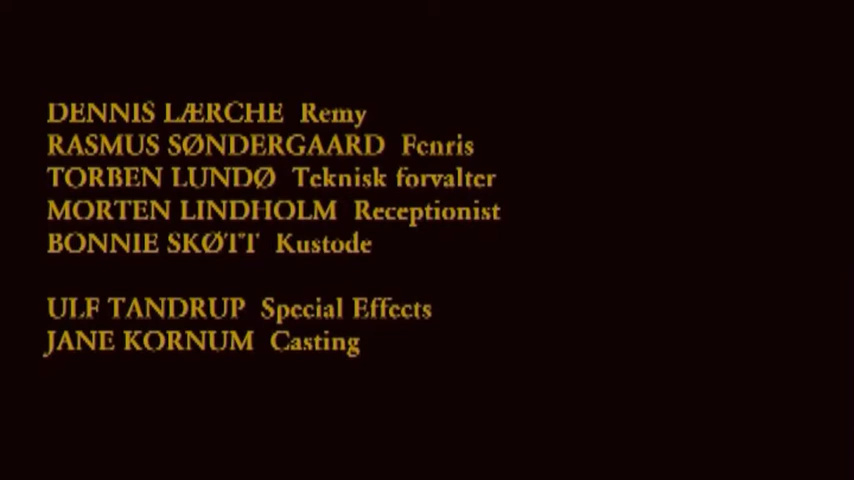 DENNIS LÆRCHE Remy
RASMUS SØNDERGAARD Fenris
TORBEN LUNDØ Teknisk forvalter
MORTEN LINDHOLM Receptionist
BONNIE SKØTT Kustode
ULF TANDRUP Special Effects
JANE KORNUM Casting